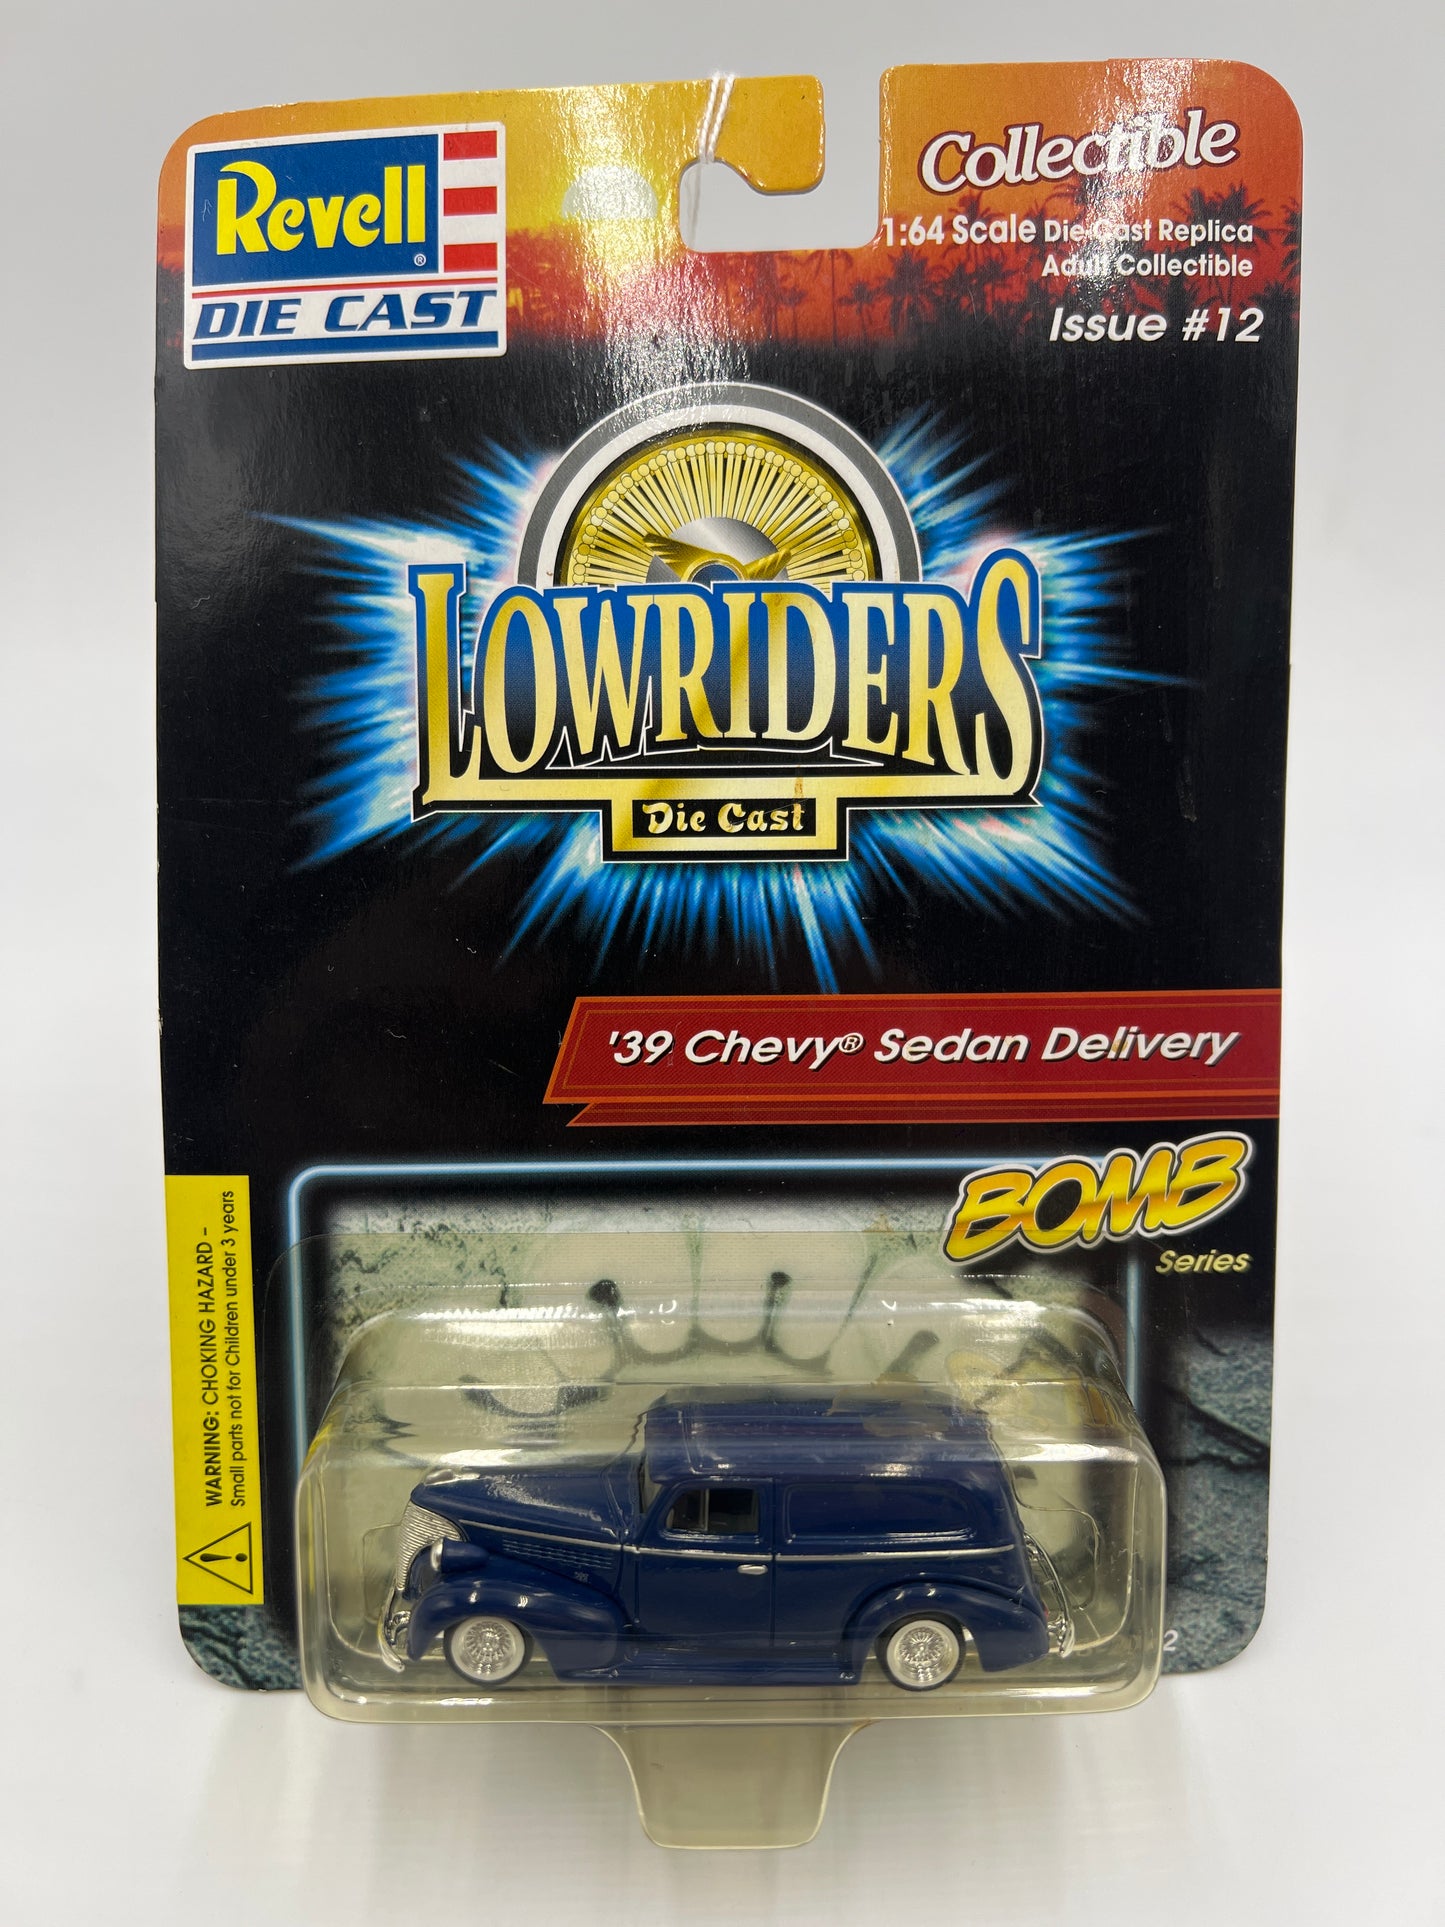 Revell®
DIE CAST
Collectible
1:64 Scale Die Cast Replica
Adult Collectible
Issue #12
LOWRIDERS
Die Cast
'39 Chevy® Sedan Delivery
BOMB
Series
WARNING: CHOKING HAZARD –
Small parts not for Children under 3 years